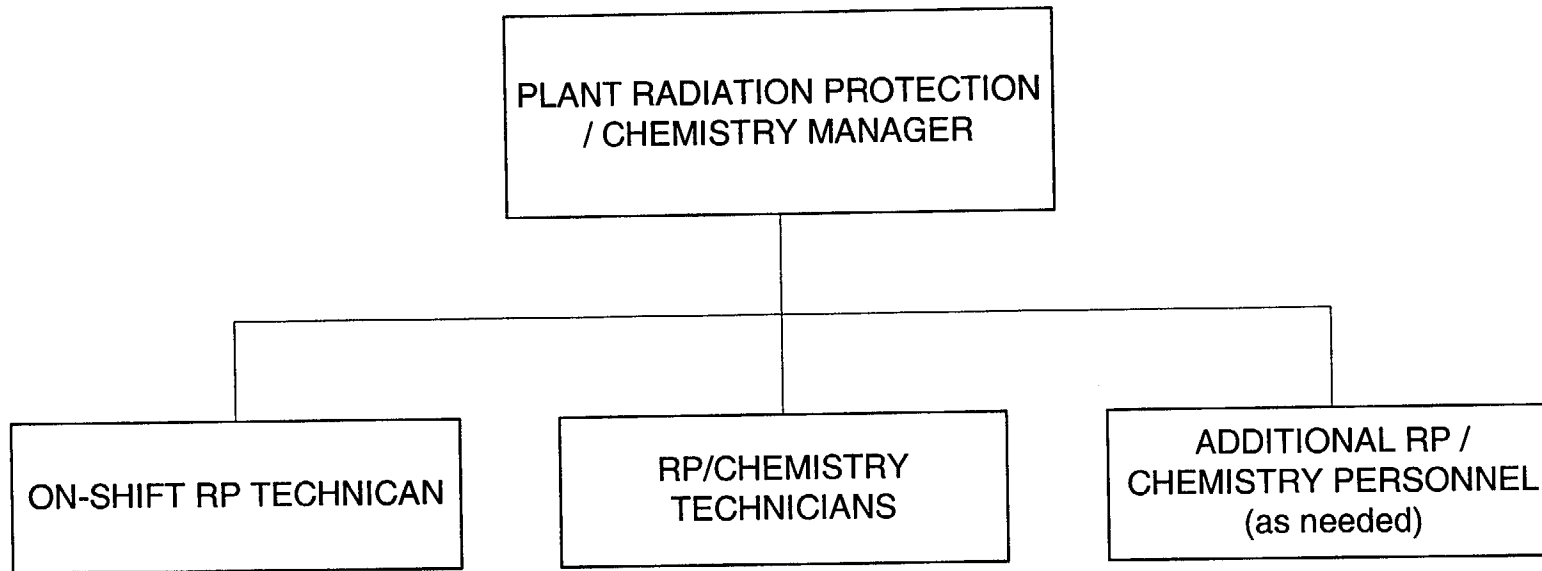 PLANT RADIATION PROTECTION
/ CHEMISTRY MANAGER
ON-SHIFT RP TECHNICAN
RP/CHEMISTRY
TECHNICIANS
ADDITIONAL RP /
CHEMISTRY PERSONNEL
(as needed)